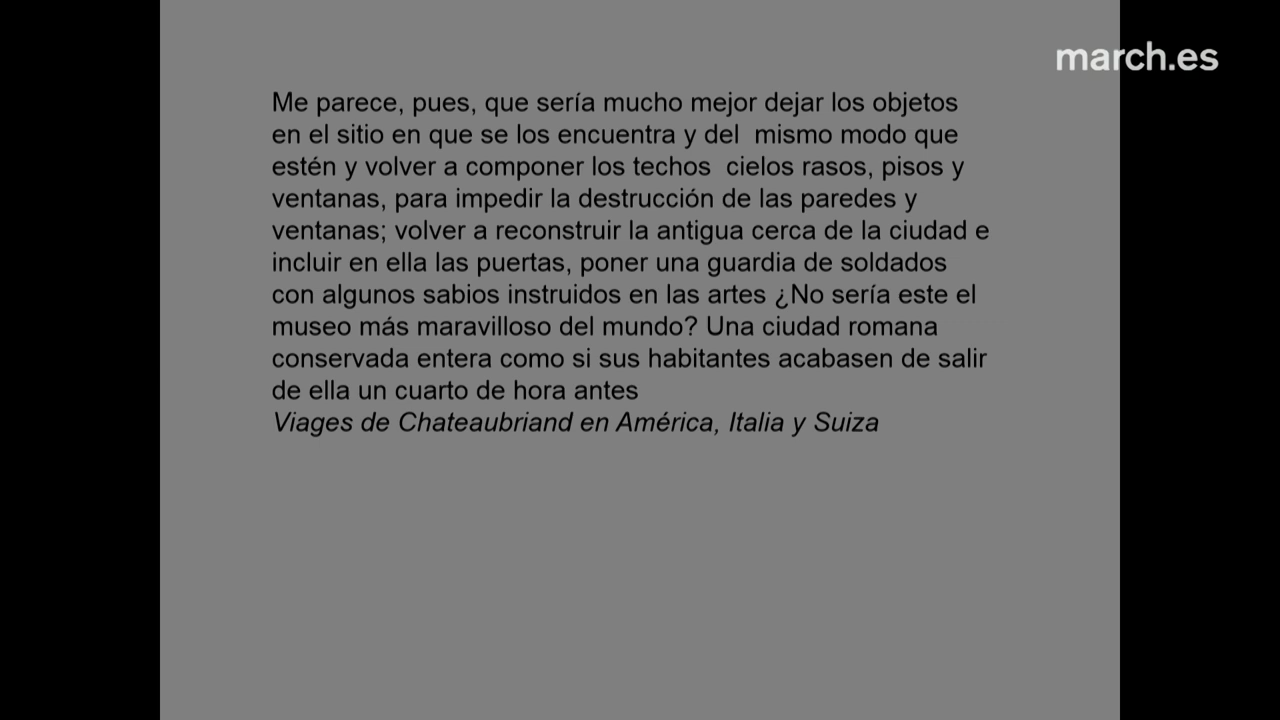 march.es
Me parece, pues, que sería mucho mejor dejar los objetos
en el sitio en que se los encuentra y del  mismo modo que
estén y volver a componer los techos  cielos rasos, pisos y
ventanas, para impedir la destrucción de las paredes y
ventanas; volver a reconstruir la antigua cerca de la ciudad e
incluir en ella las puertas, poner una guardia de soldados
con algunos sabios instruidos en las artes ¿No sería este el
museo más maravilloso del mundo? Una ciudad romana
conservada entera como si sus habitantes acabasen de salir
de ella un cuarto de hora antes
Viages de Chateaubriand en América, Italia y Suiza